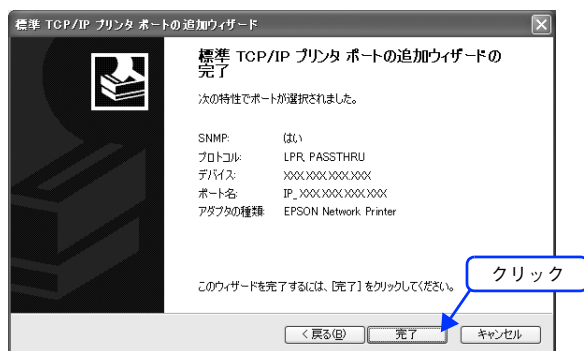 標準 TCP/IP プリンタ ポートの追加ウィザード
標準 TCP/IP プリンタ ポートの追加ウィザードの
完了
次の特性でポートが選択されました。
SNMP: はい
プロトコル: LPR, PASSTHRU
デバイス: XXX.XXX.XXX.XXX
ポート名: IP_XXX.XXX.XXX.XXX
アダプタの種類: EPSON Network Printer
このウィザードを完了するには、[完了] をクリックしてください。
クリック
< 戻る(B) 完了 キャンセル